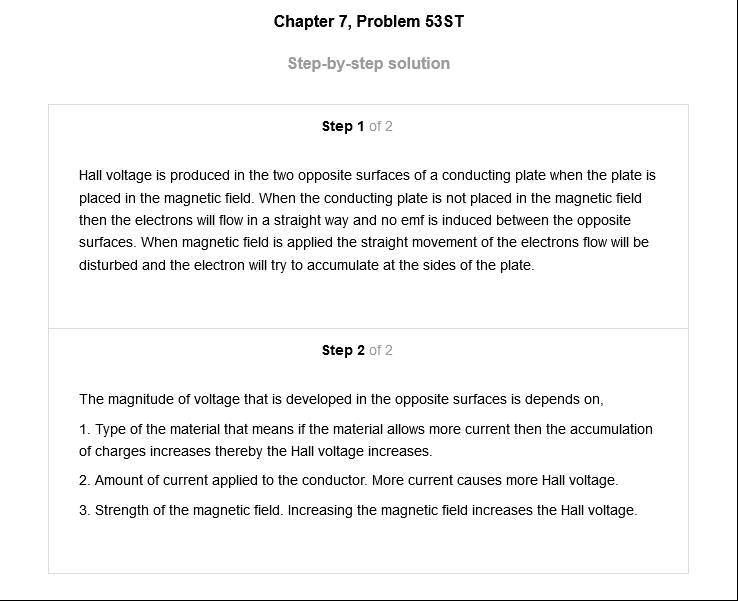 Chapter 7, Problem 53ST
Step-by-step solution
Step 1 of 2
Hall voltage is produced in the two opposite surfaces of a conducting plate when the plate is
placed in the magnetic field. When the conducting plate is not placed in the magnetic field
then the electrons will flow in a straight way and no emf is induced between the opposite
surfaces. When magnetic field is applied the straight movement of the electrons flow will be
disturbed and the electron will try to accumulate at the sides of the plate.
Step 2 of 2
The magnitude of voltage that is developed in the opposite surfaces is depends on,
1. Type of the material that means if the material allows more current then the accumulation
of charges increases thereby the Hall voltage increases.
2. Amount of current applied to the conductor. More current causes more Hall voltage.
3. Strength of the magnetic field. Increasing the magnetic field increases the Hall voltage.